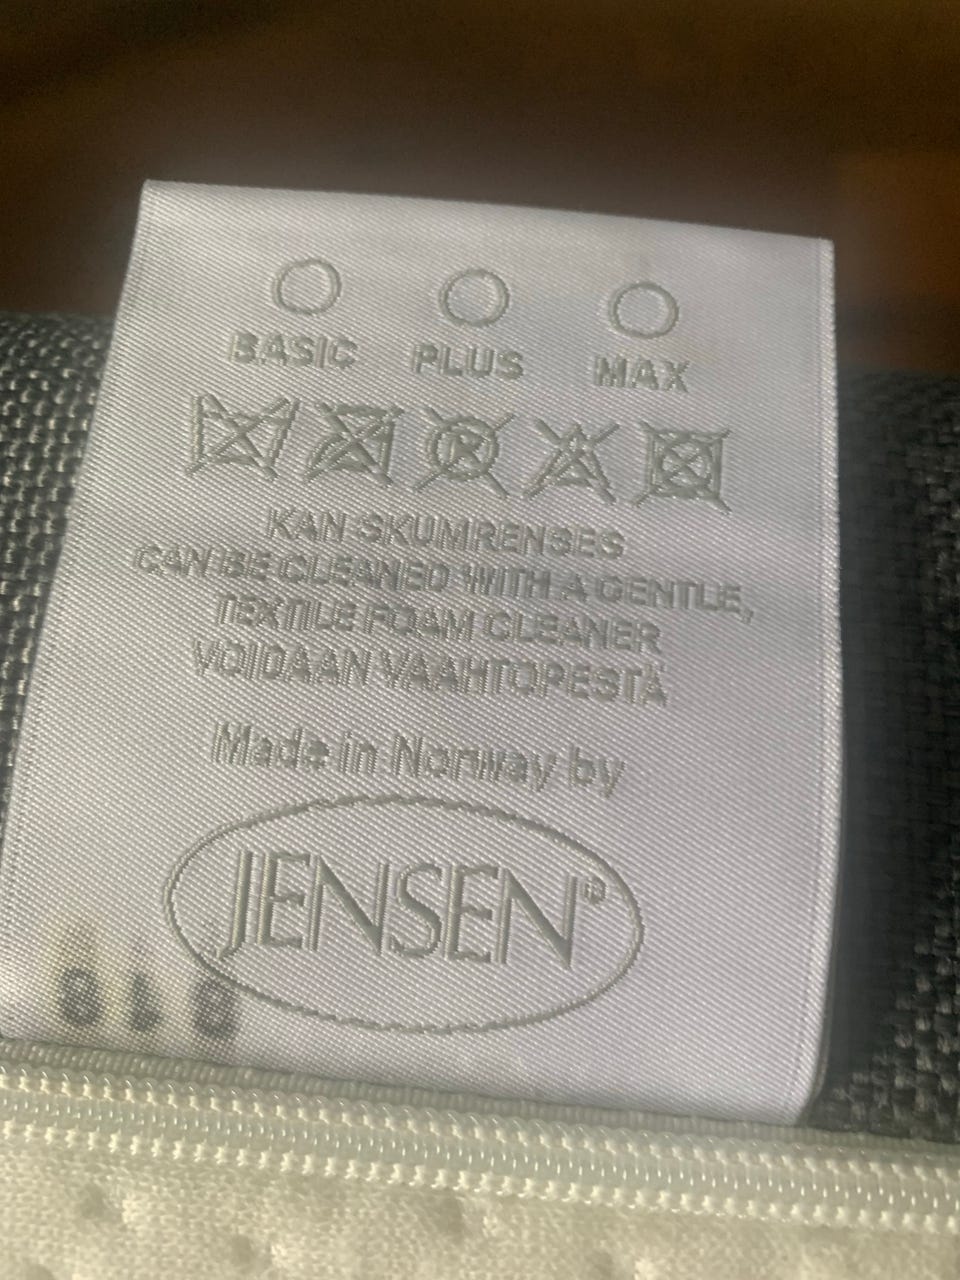 BASIC PLUS MAX
KAN SKUMRENSES
CAN BE CLEANED WITH A GENTLE,
TEXTILE FOAM CLEANER
VOIDAAN VAAHTOPESTÄ
Made in Norway by
JENSEN®